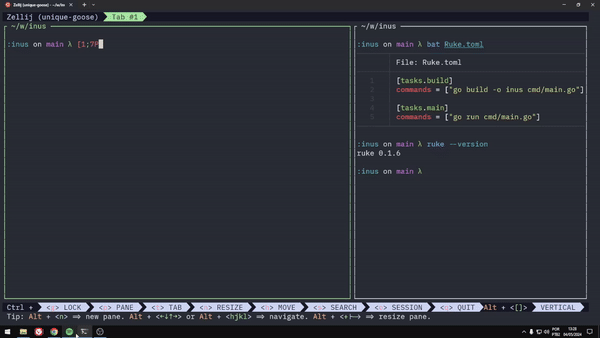 Zellij (unique-goose) - ~/w/inus
Zellij (unique-goose) Tab #1
~/w/inus
:inus on main λ [1;7P
~/w/inus
:inus on main λ bat Ruke.toml
File: Ruke.toml
1 [tasks.build]
2 commands = ["go build -o inus cmd/main.go"]
3
4 [tasks.main]
5 commands = ["go run cmd/main.go"]
:inus on main λ ruke --version
ruke 0.1.6
:inus on main λ
Ctrl + <g> LOCK <p> PANE <t> TAB <n> RESIZE <h> MOVE <s> SEARCH <o> SESSION <q> QUIT Alt + <[]> VERTICAL
Tip: Alt + <n> => new pane. Alt + <←↓↑→> or Alt + <hjkl> => navigate. Alt + <+|-> => resize pane.
POR
PTB2
13:28
04/05/2024